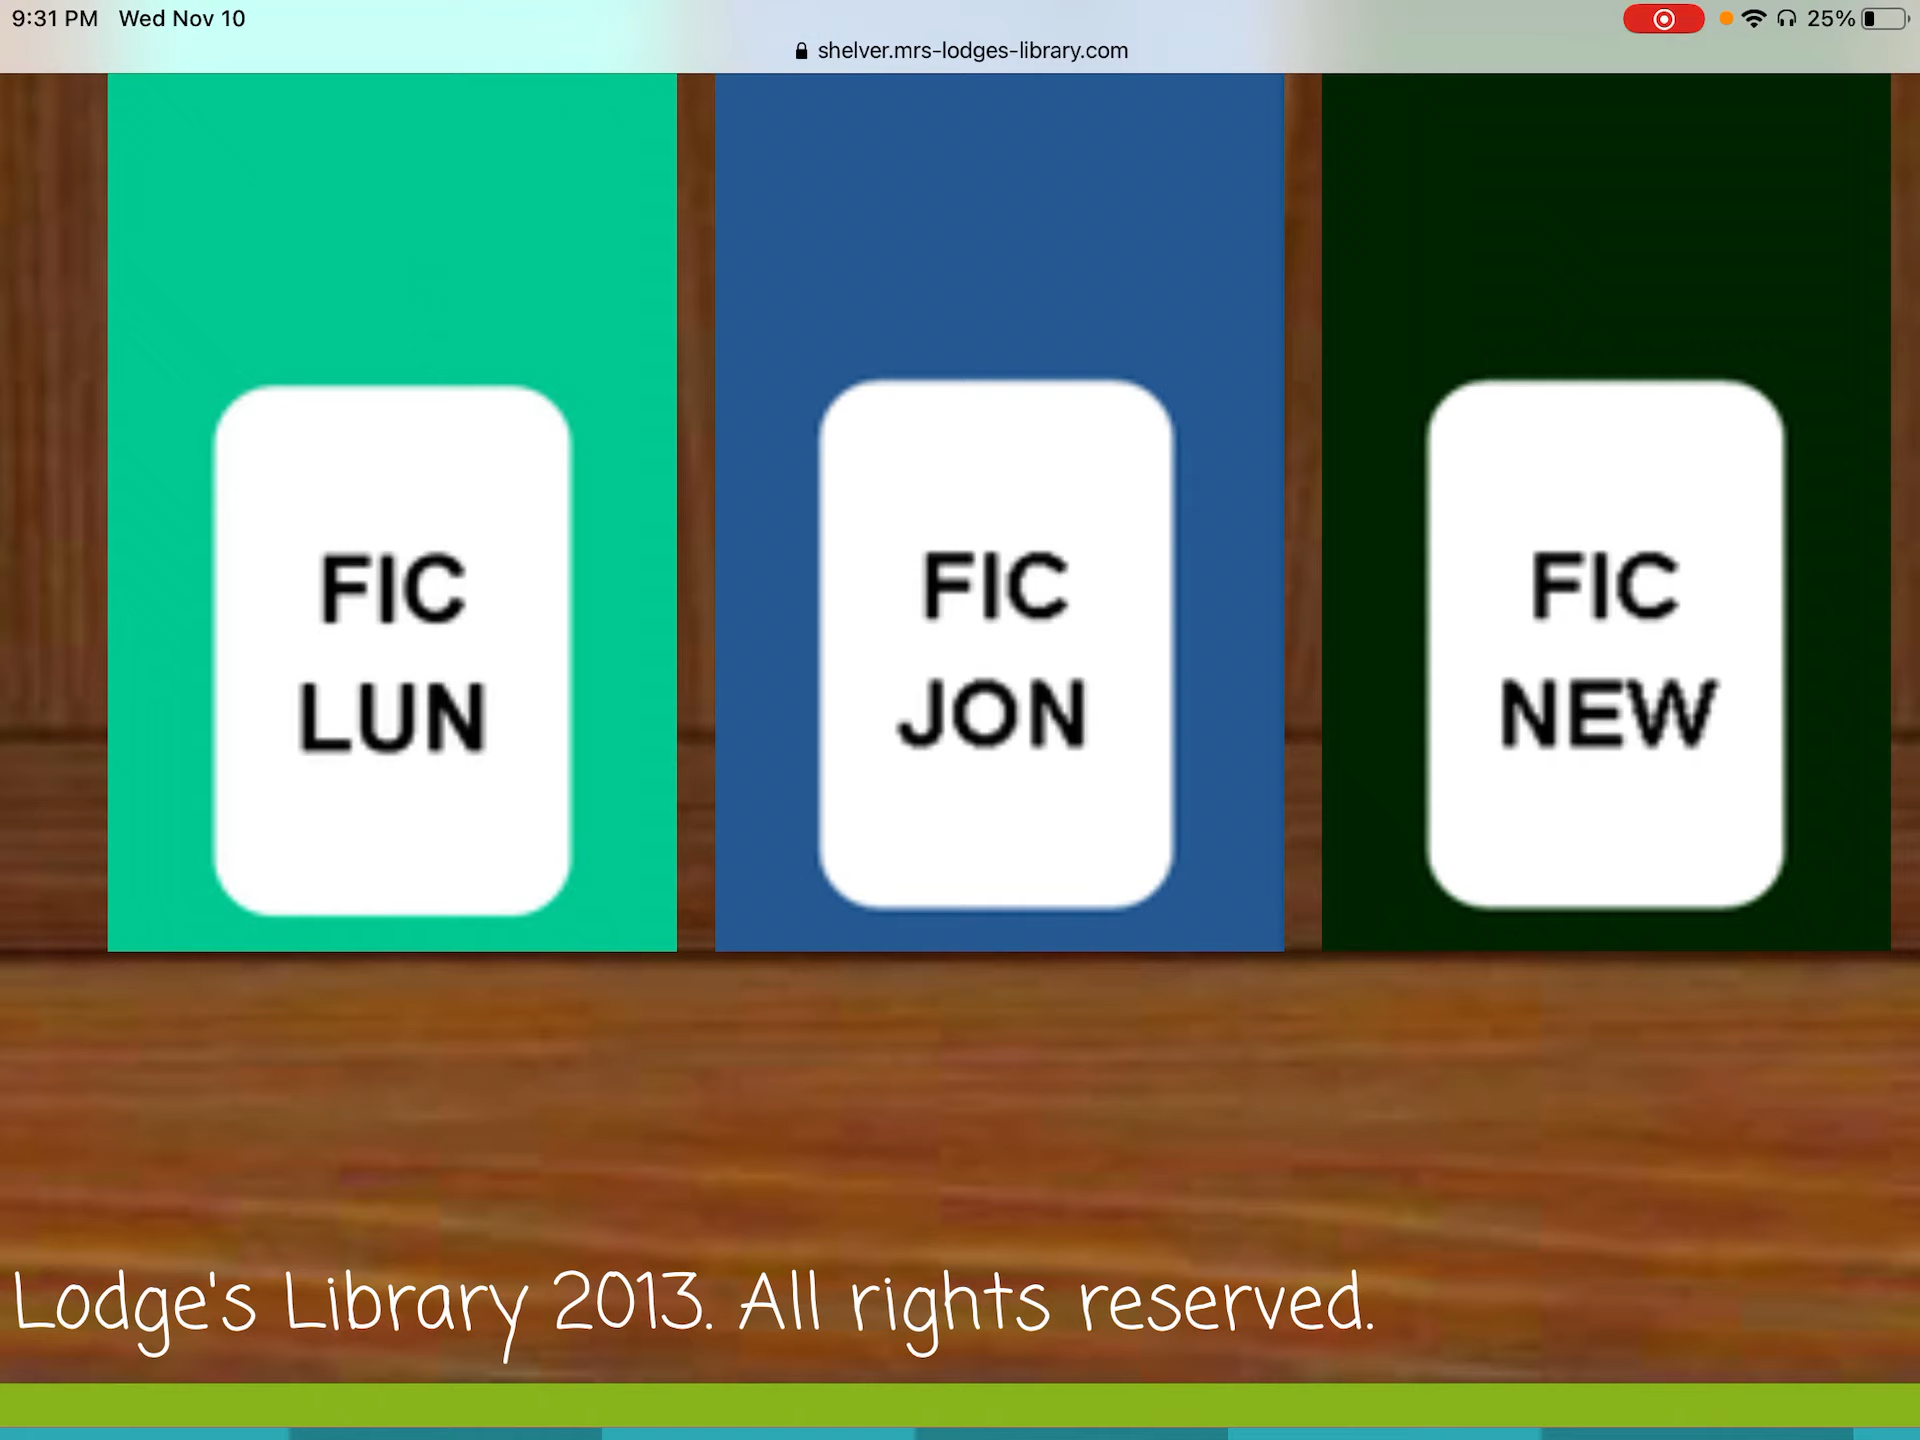 9:31 PM Wed Nov 10
25%
shelver.mrs-lodges-library.com
FIC
LUN
FIC
JON
FIC
NEW
Lodge's Library 2013. All rights reserved.